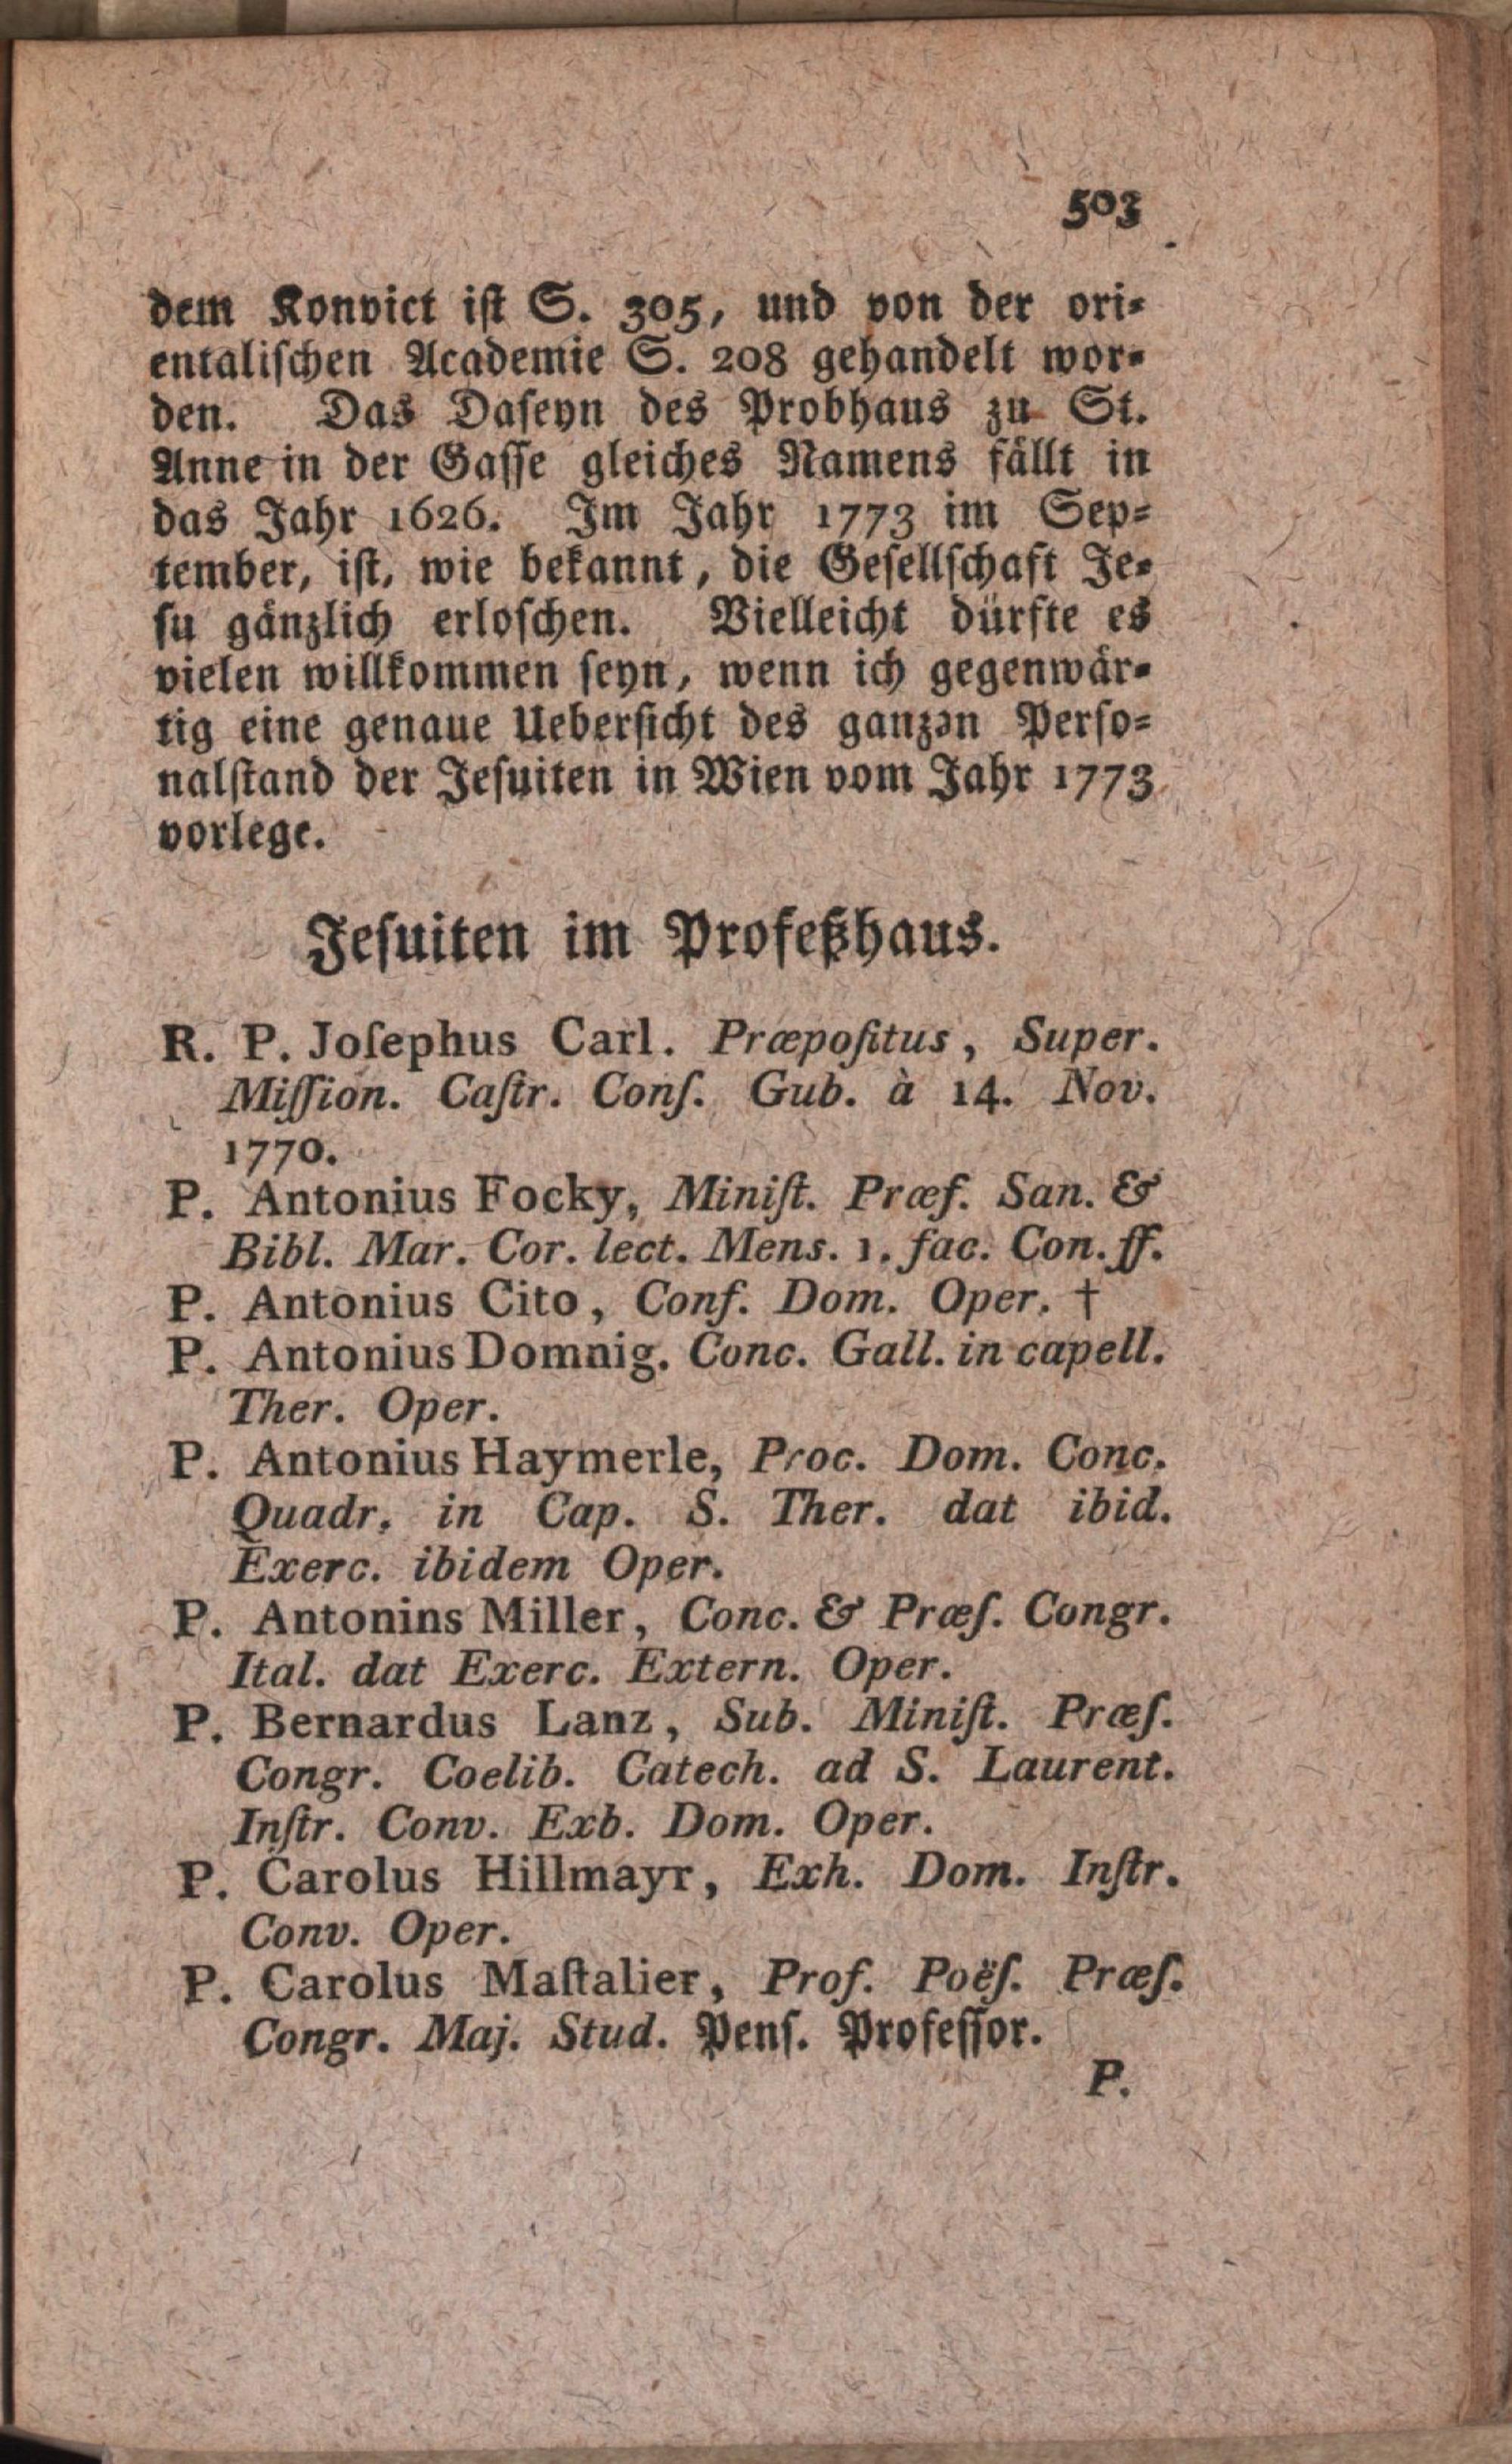 503
dem Konvict iſt S. 305, und von der ori⸗
entaliſchen Academie S. 208 gehandelt wor⸗
den. Das Daſeyn des Probhaus zu St.
Anne in der Gaſſe gleiches Namens fällt in
das Jahr 1626. Im Jahr 1773 im Sep⸗
tember, iſt, wie bekannt, die Geſellſchaft Je⸗
ſu gänzlich erloſchen. Vielleicht dürfte es
vielen willkommen ſeyn, wenn ich gegenwär⸗
tig eine genaue Ueberſicht des ganzən Perſo⸗
nalſtand der Jeſuiten in Wien vom Jahr 1773
vorlege.
Jeſuiten im Profeßhaus.
R. P. Joſephus Carl. Præpoſitus, Super.
Miſſion. Caſtr. Conſ. Gub. à 14. Nov.
1770.
P. Antonius Focky, Miniſt. Præf. San. &
Bibl. Mar. Cor. lect. Mens. 1. fac. Con. ff.
P. Antonius Cito, Conf. Dom. Oper. †
P. Antonius Domnig. Conc. Gall. in capell.
Ther. Oper.
P. Antonius Haymerle, Proc. Dom. Conc.
Quadr. in Cap. S. Ther. dat ibid.
Exerc. ibidem Oper.
P. Antonins Miller, Conc. & Præſ. Congr.
Ital. dat Exerc. Extern. Oper.
P. Bernardus Lanz, Sub. Miniſt. Præſ.
Congr. Coelib. Catech. ad S. Laurent.
Inſtr. Conv. Exb. Dom. Oper.
P. Carolus Hillmayr, Exh. Dom. Inſtr.
Conv. Oper.
P. Carolus Maſtalier, Prof. Poëſ. Præſ.
Congr. Maj. Stud. Penſ. Profeſſor.
P.